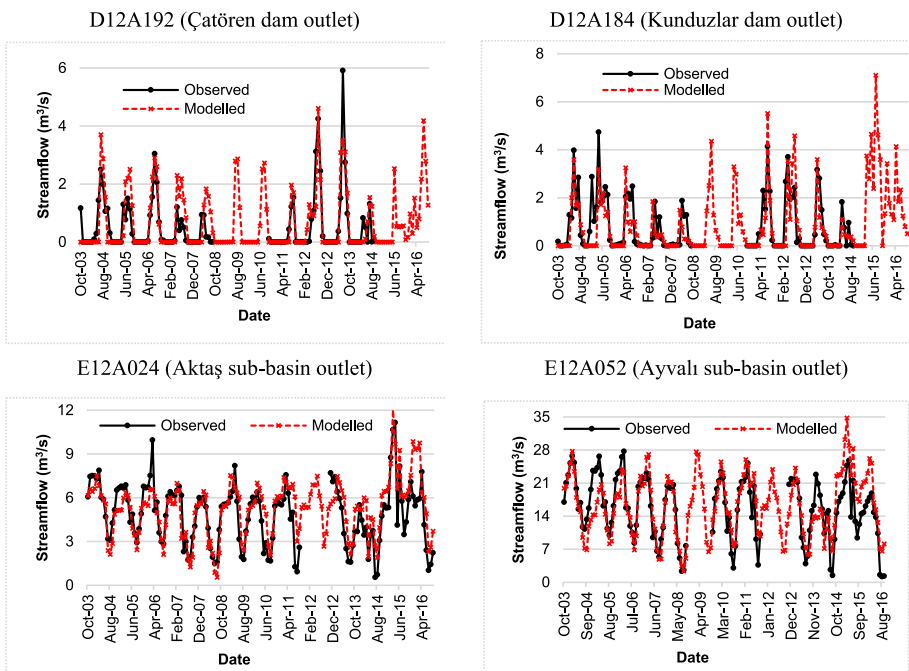 D12A192 (Çatören dam outlet)
D12A184 (Kunduzlar dam outlet)
Streamflow (m³/s)
6
4
2
0
Observed
Modelled
Oct-03
Aug-04
Jun-05
Apr-06
Feb-07
Dec-07
Oct-08
Aug-09
Jun-10
Apr-11
Feb-12
Dec-12
Oct-13
Aug-14
Jun-15
Apr-16
Date
Streamflow (m³/s)
8
6
4
2
0
Observed
Modelled
Oct-03
Aug-04
Jun-05
Apr-06
Feb-07
Dec-07
Oct-08
Aug-09
Jun-10
Apr-11
Feb-12
Dec-12
Oct-13
Aug-14
Jun-15
Apr-16
Date
E12A024 (Aktaş sub-basin outlet)
E12A052 (Ayvalı sub-basin outlet)
Streamflow (m³/s)
12
9
6
3
0
Observed
Modelled
Oct-03
Aug-04
Jun-05
Apr-06
Feb-07
Dec-07
Oct-08
Aug-09
Jun-10
Apr-11
Feb-12
Dec-12
Oct-13
Aug-14
Jun-15
Apr-16
Date
Streamflow (m³/s)
35
28
21
14
7
0
Observed
Modelled
Oct-03
Sep-04
Aug-05
Jul-06
Jun-07
May-08
Apr-09
Mar-10
Feb-11
Jan-12
Dec-12
Nov-13
Oct-14
Sep-15
Aug-16
Date